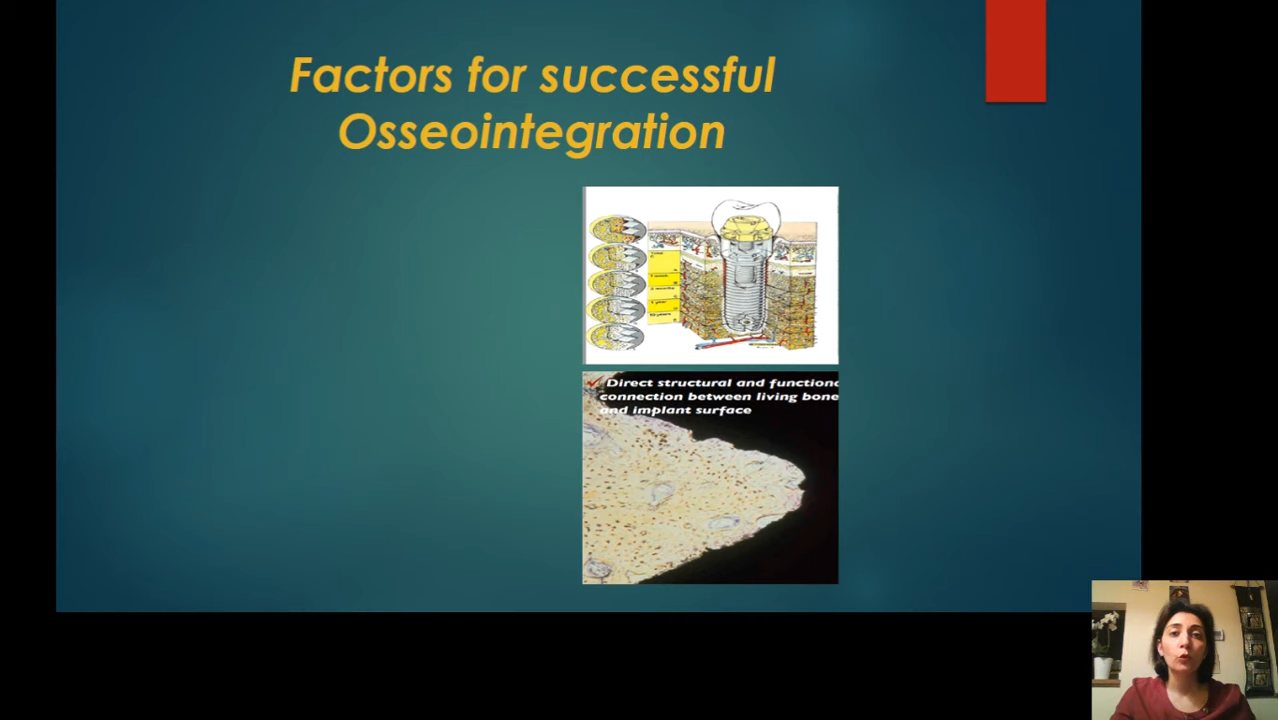 Factors for successful
Osseointegration
Direct structural and functiona
connection between living bone
and implant surface